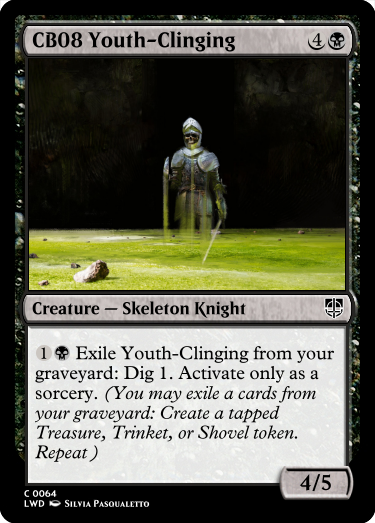 CB08 Youth-Clinging 4
Creature — Skeleton Knight
1 Exile Youth-Clinging from your
graveyard: Dig 1. Activate only as a
sorcery. (You may exile a cards from
your graveyard: Create a tapped
Treasure, Trinket, or Shovel token.
Repeat )
4/5
C 0064
LWD Silvia Pasqualetto